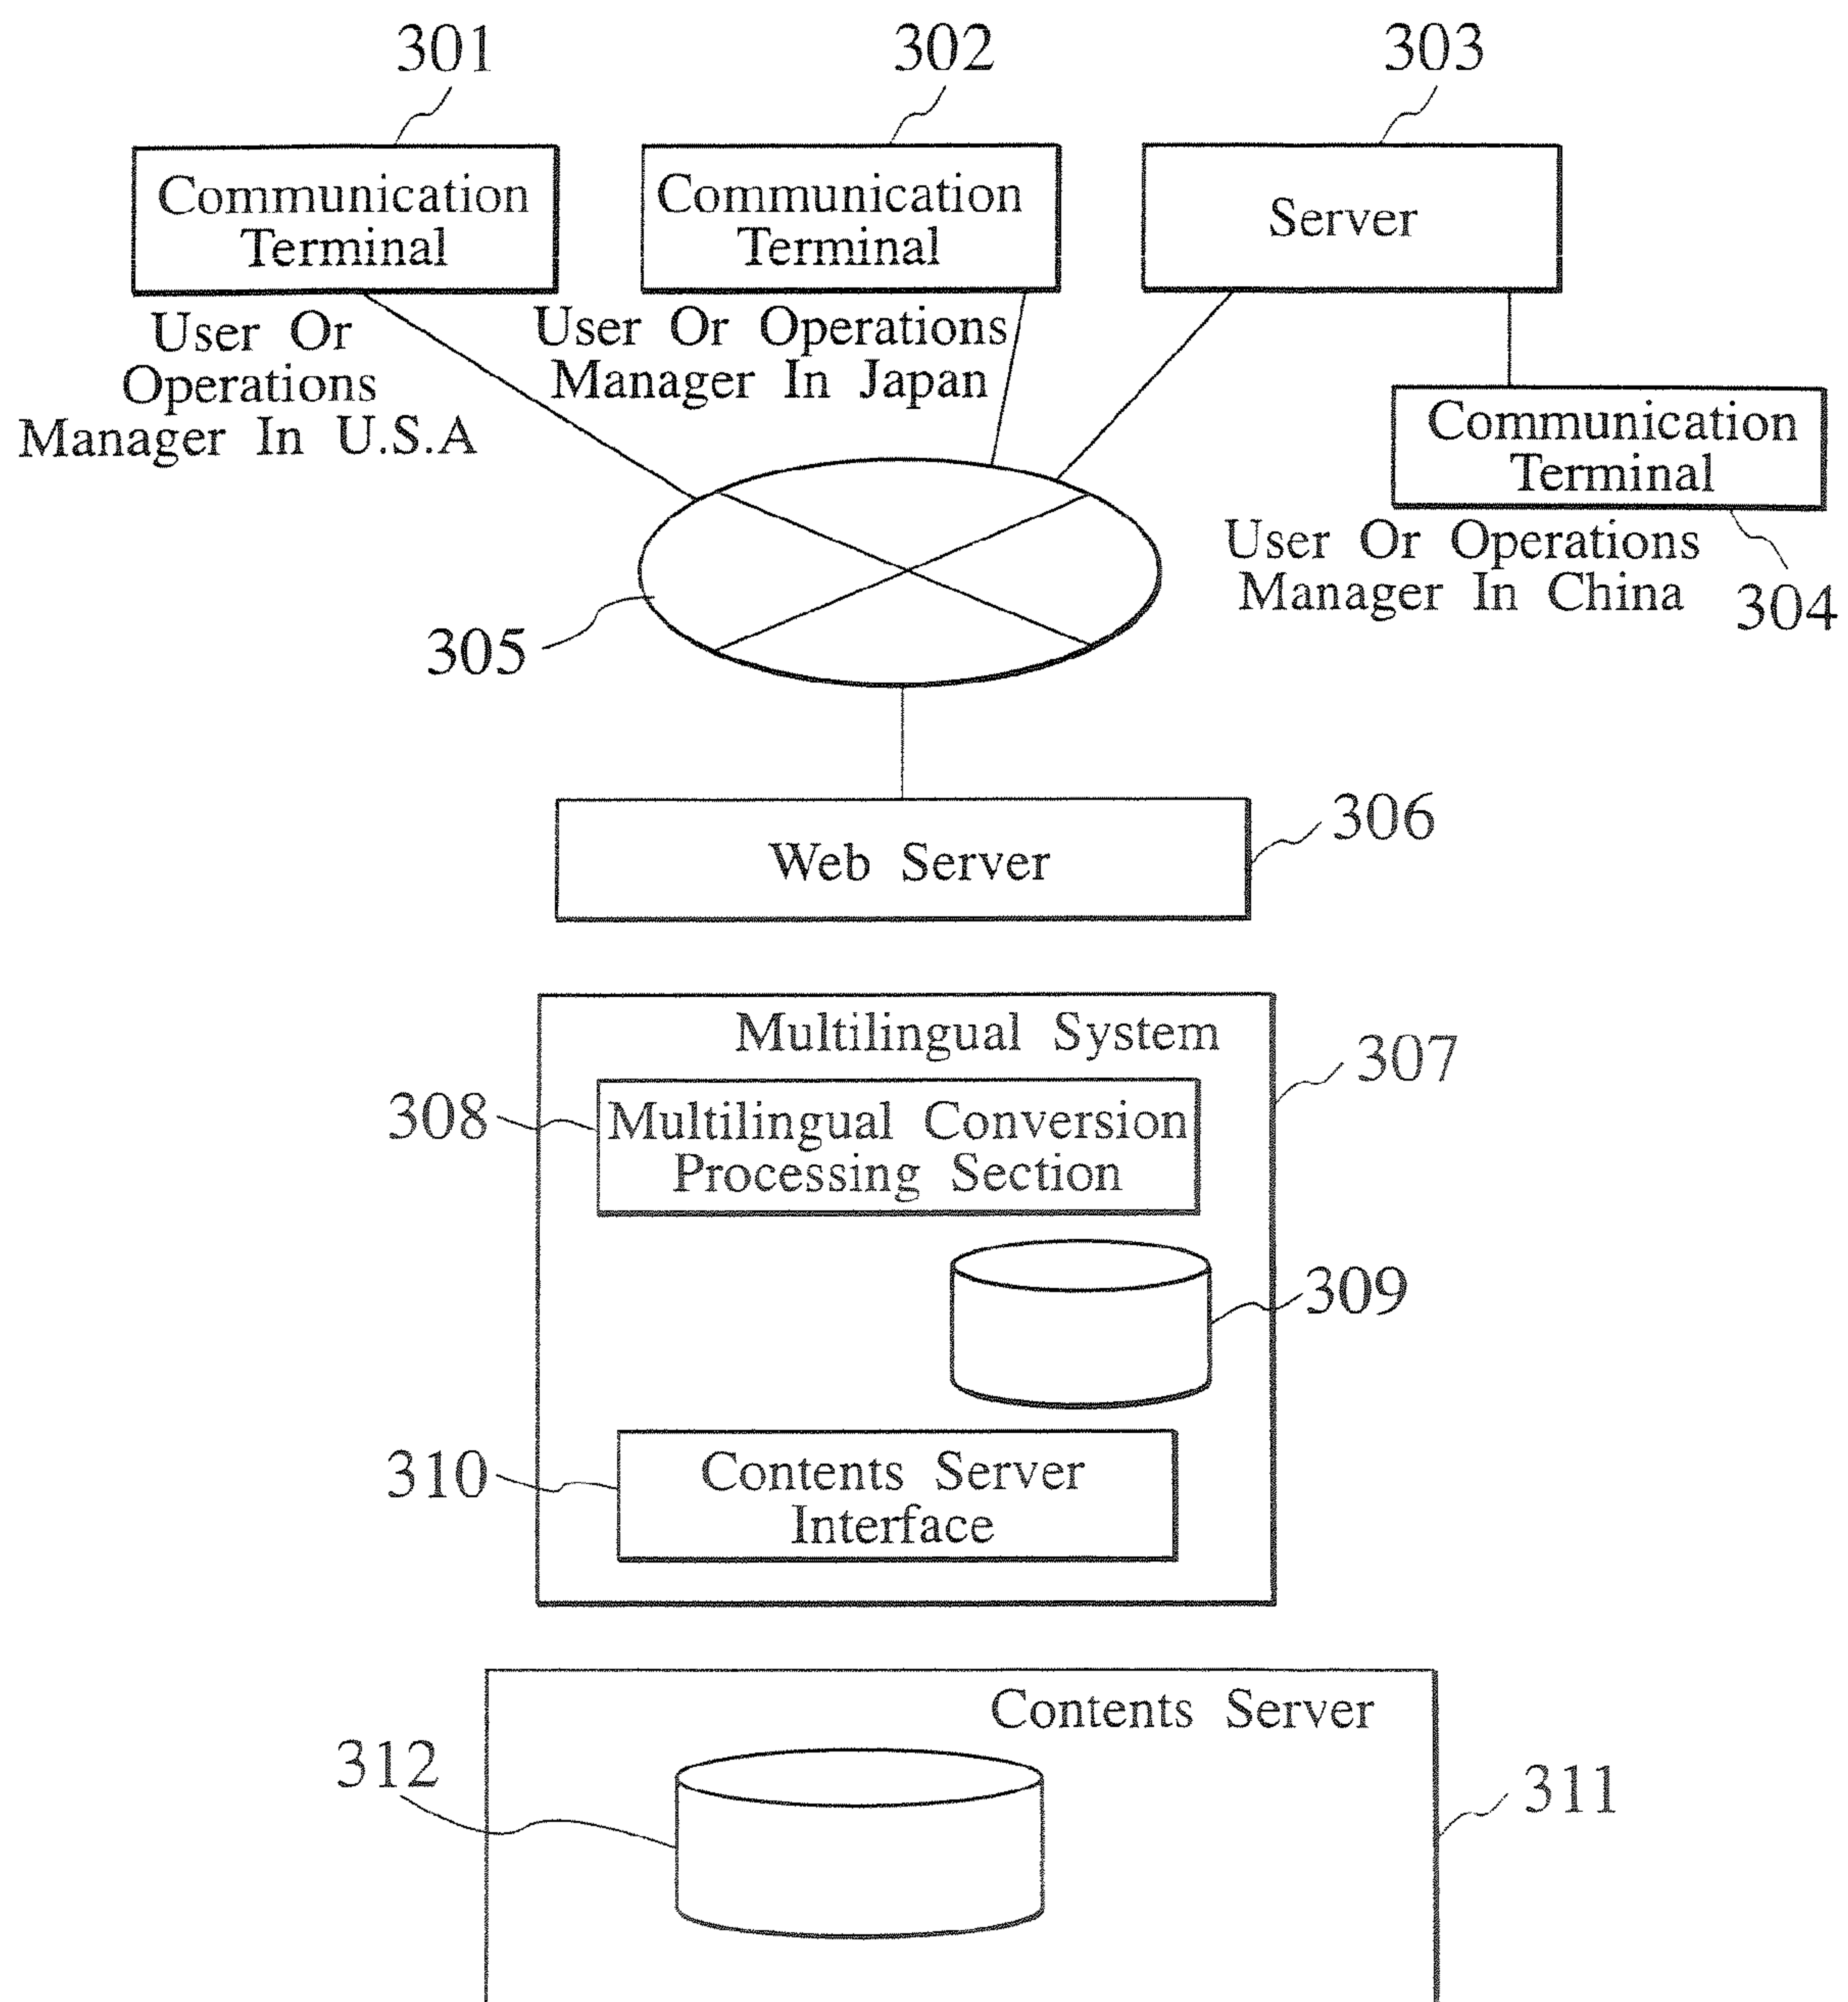 301
302
303
Communication
Terminal
Communication
Terminal
Server
User Or
Operations
Manager In U.S.A
User Or Operations
Manager In Japan
Communication
Terminal
User Or Operations
Manager In China
304
305
Web Server
306
Multilingual System
307
308
Multilingual Conversion
Processing Section
309
310
Contents Server
Interface
Contents Server
312
311